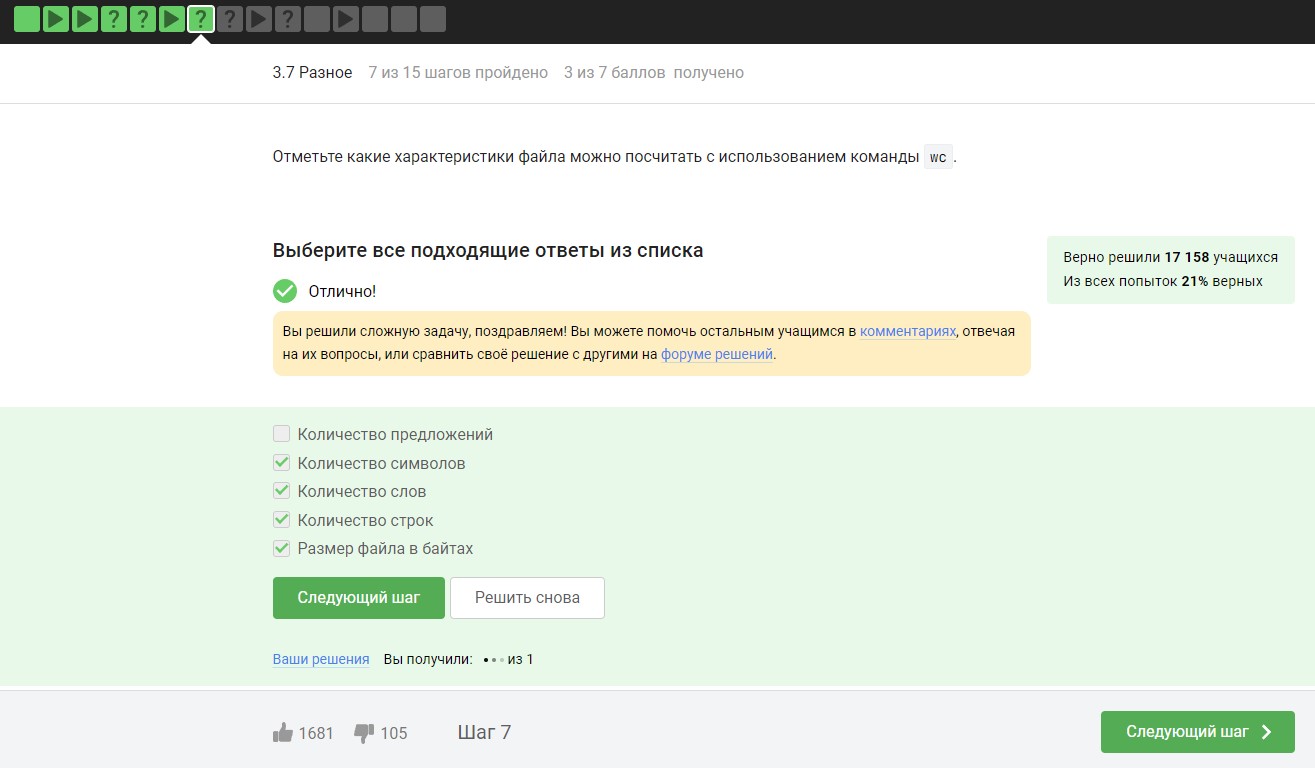 ? ? ? ?
3.7 Разное 7 из 15 шагов пройдено 3 из 7 баллов получено
Отметьте какие характеристики файла можно посчитать с использованием команды wc.
Выберите все подходящие ответы из списка
Верно решили 17 158 учащихся
Из всех попыток 21% верных
Отлично!
Вы решили сложную задачу, поздравляем! Вы можете помочь остальным учащимся в комментариях, отвечая
на их вопросы, или сравнить своё решение с другими на форуме решений.
Количество предложений
Количество символов
Количество слов
Количество строк
Размер файла в байтах
Следующий шаг Решить снова
Ваши решения Вы получили: из 1
1681 105 Шаг 7 Следующий шаг